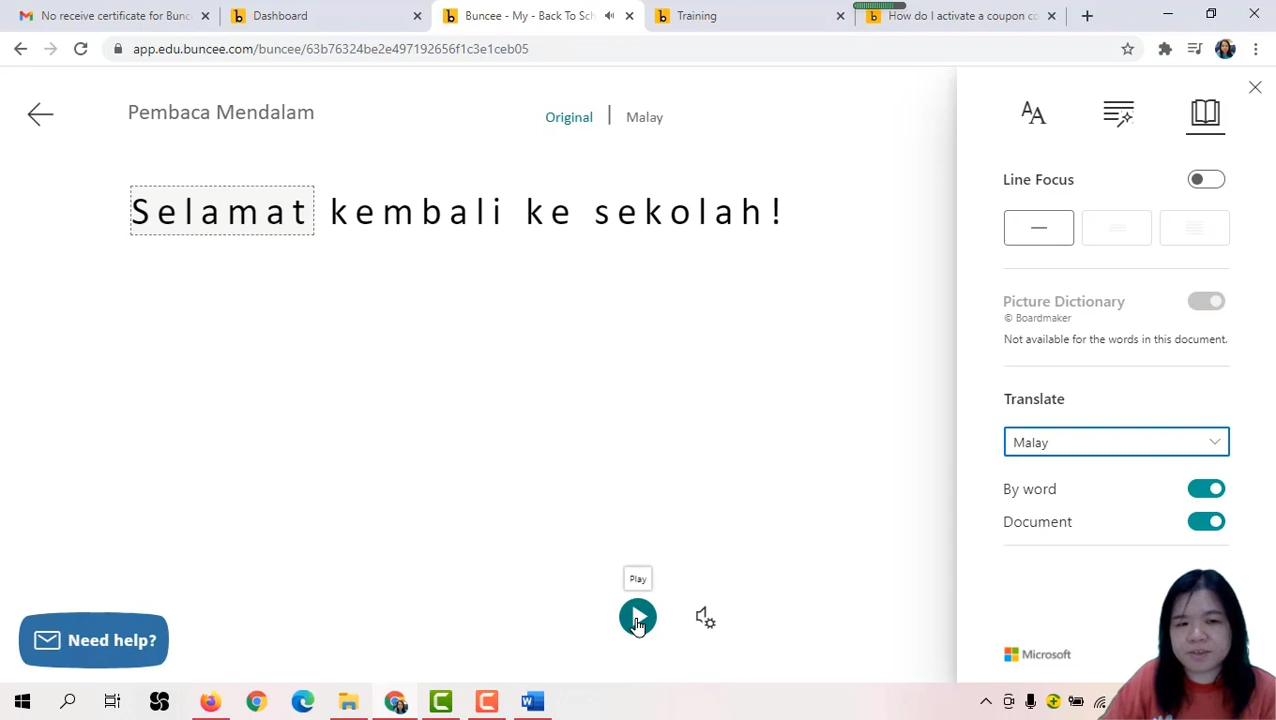 No receive certificate for Bun
Dashboard
Buncee - My - Back To Sch
Training
How do I activate a coupon co
app.edu.buncee.com/buncee/63b76324be2e497192656f1c3e1ceb05
Pembaca Mendalam
Original | Malay
Selamat kembali ke sekolah!
Line Focus
Picture Dictionary
© Boardmaker
Not available for the words in this document.
Translate
Malay
By word
Document
Play
Need help?
Microsoft